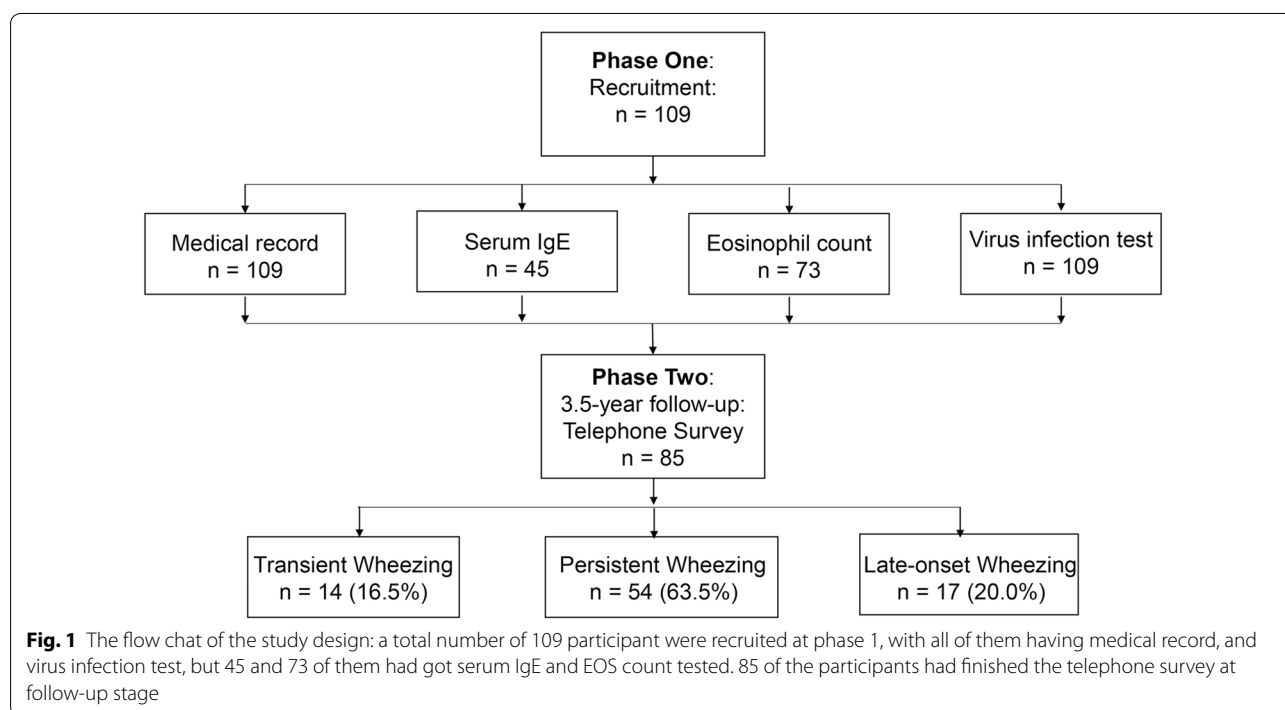 Phase One:
Recruitment:
n = 109
Medical record
n = 109
Serum IgE
n = 45
Eosinophil count
n = 73
Virus infection test
n = 109
Phase Two:
3.5-year follow-up:
Telephone Survey
n = 85
Transient Wheezing
n = 14 (16.5%)
Persistent Wheezing
n = 54 (63.5%)
Late-onset Wheezing
n = 17 (20.0%)
Fig. 1 The flow chat of the study design: a total number of 109 participant were recruited at phase 1, with all of them having medical record, and
virus infection test, but 45 and 73 of them had got serum IgE and EOS count tested. 85 of the participants had finished the telephone survey at
follow-up stage